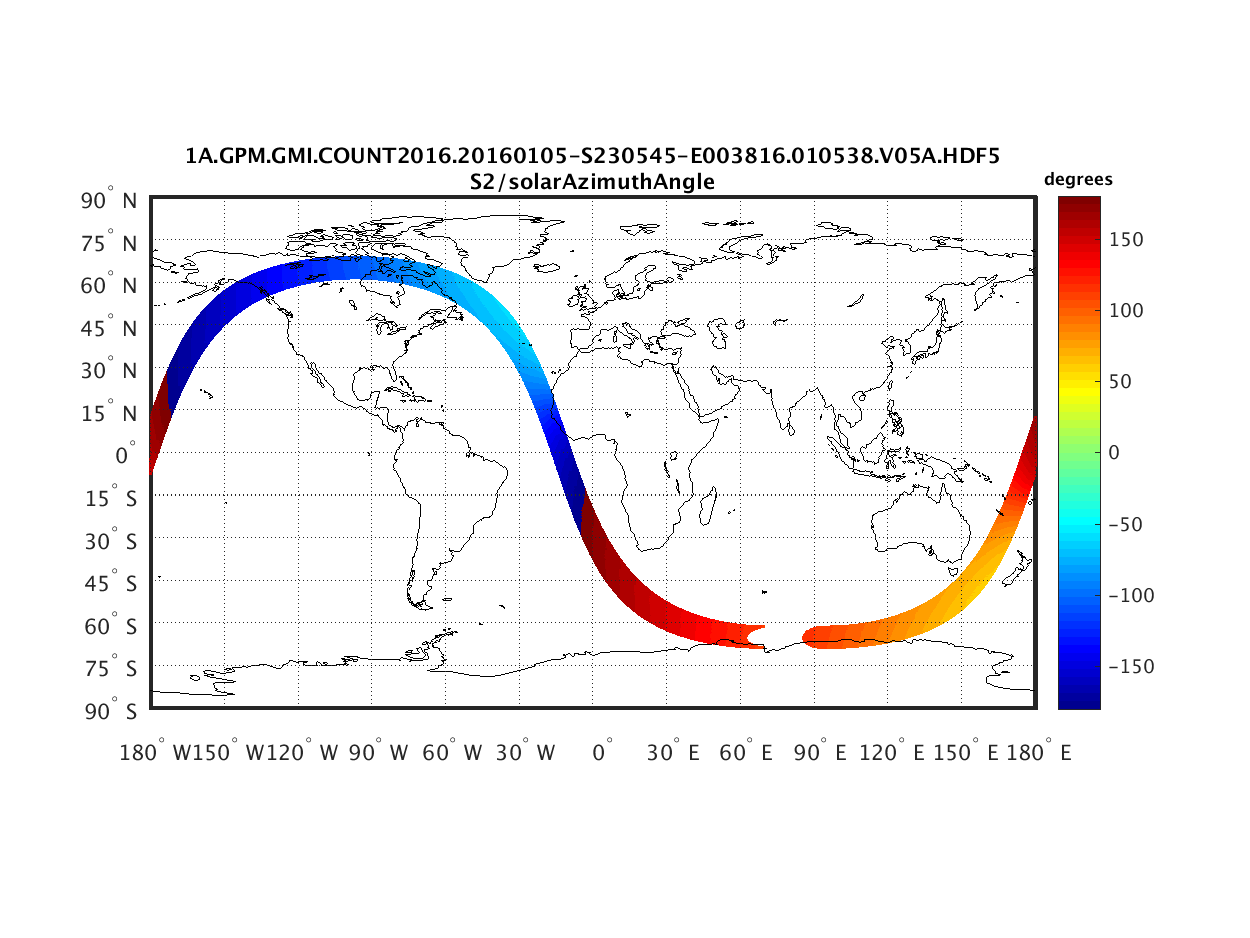 1A.GPM.GMI.COUNT2016.20160105-S230545-E003816.010538.V05A.HDF5
S2/solarAzimuthAngle
degrees
90° N
75° N
60° N
45° N
30° N
15° N
0°
15° S
30° S
45° S
60° S
75° S
90° S
180° W 150° W 120° W 90° W 60° W 30° W 0° 30° E 60° E 90° E 120° E 150° E 180° E
150
100
50
0
-50
-100
-150